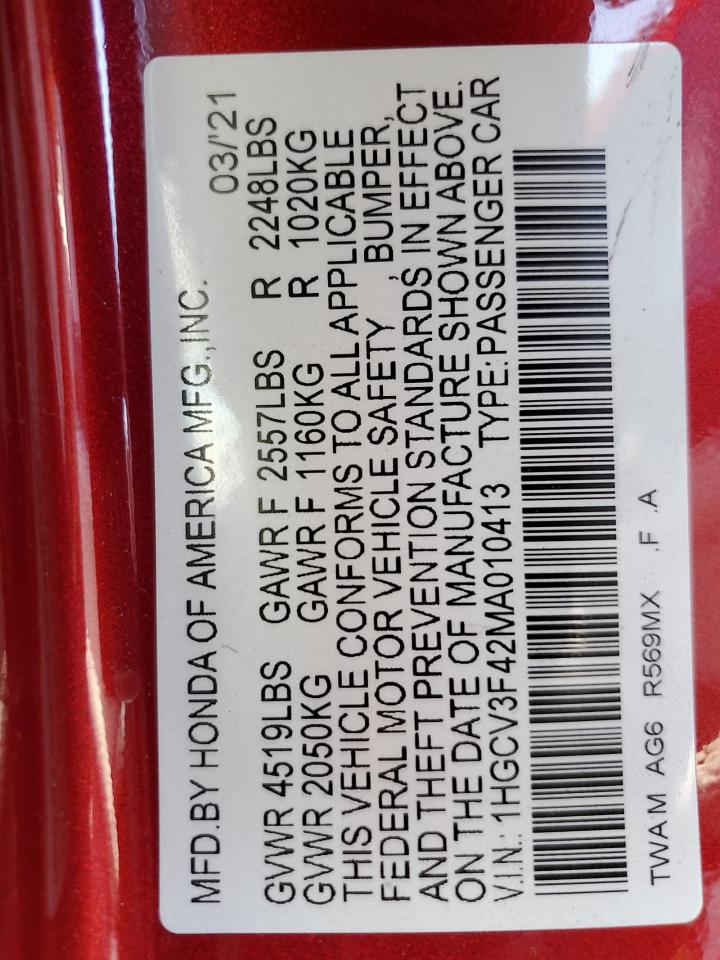 MFD.BY HONDA OF AMERICA MFG.,INC. 03/'21
GVWR 4519LBS GAWR F 2557LBS R 2248LBS
GVWR 2050KG GAWR F 1160KG R 1020KG
THIS VEHICLE CONFORMS TO ALL APPLICABLE
FEDERAL MOTOR VEHICLE SAFETY , BUMPER,
AND THEFT PREVENTION STANDARDS IN EFFECT
ON THE DATE OF MANUFACTURE SHOWN ABOVE.
V.I.N.: 1HGCV3F42MA010413 TYPE:PASSENGER CAR
TWAM AG6 R569MX .F .A